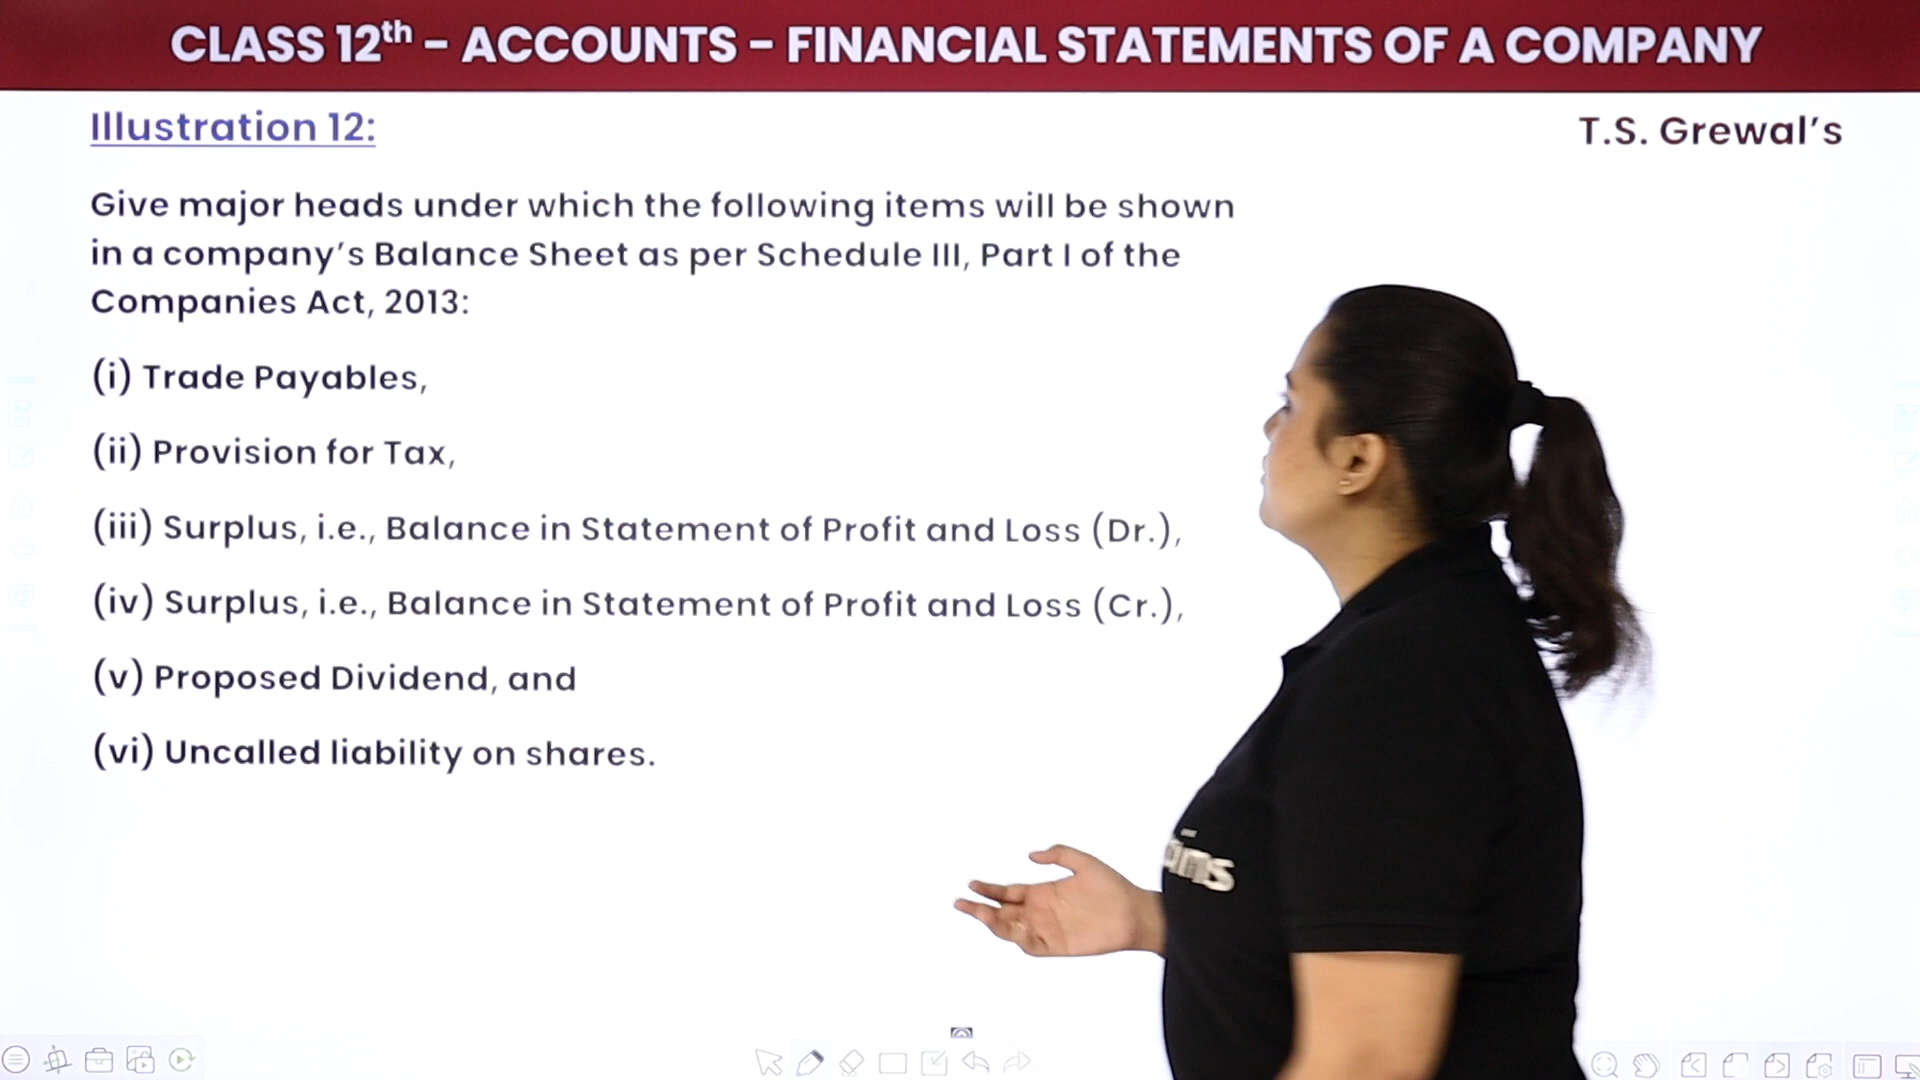 CLASS 12th – ACCOUNTS – FINANCIAL STATEMENTS OF A COMPANY
Illustration 12:
T.S. Grewal’s
Give major heads under which the following items will be shown
in a company’s Balance Sheet as per Schedule III, Part I of the
Companies Act, 2013:
(i) Trade Payables,
(ii) Provision for Tax,
(iii) Surplus, i.e., Balance in Statement of Profit and Loss (Dr.),
(iv) Surplus, i.e., Balance in Statement of Profit and Loss (Cr.),
(v) Proposed Dividend, and
(vi) Uncalled liability on shares.